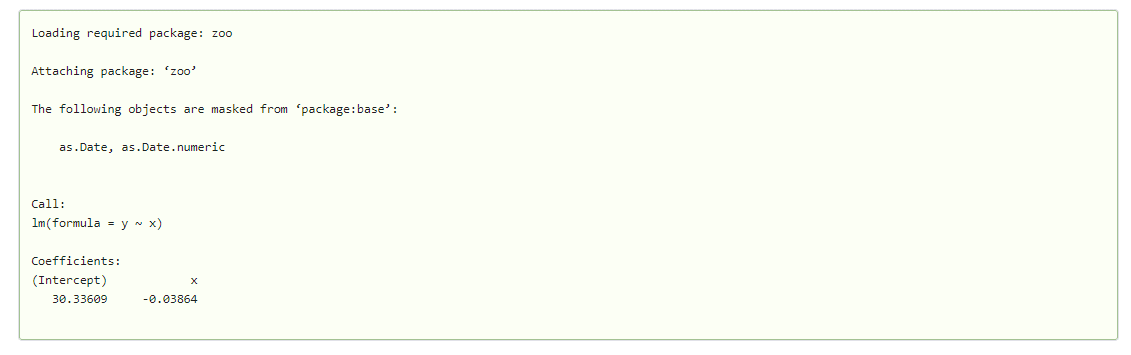 Loading required package: zoo
Attaching package: ‘zoo’
The following objects are masked from ‘package:base’:
    as.Date, as.Date.numeric
Call:
lm(formula = y ~ x)
Coefficients:
(Intercept)            x
   30.33609     -0.03864